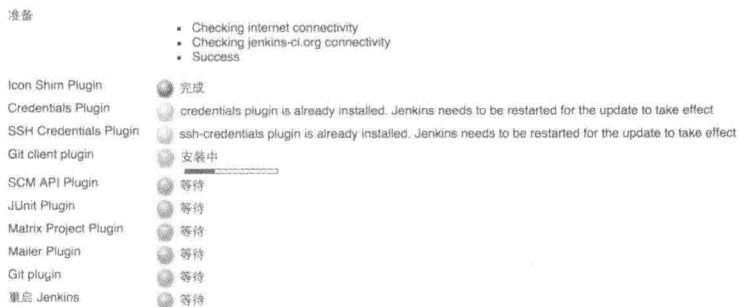 准备
Checking internet connectivity
Checking jenkins-ci.org connectivity
Success
Icon Shim Plugin 完成
Credentials Plugin credentials plugin is already installed. Jenkins needs to be restarted for the update to take effect
SSH Credentials Plugin ssh-credentials plugin is already installed. Jenkins needs to be restarted for the update to take effect
Git client plugin 安装中
SCM API Plugin 等待
JUnit Plugin 等待
Matrix Project Plugin 等待
Mailer Plugin 等待
Git plugin 等待
重启 Jenkins 等待